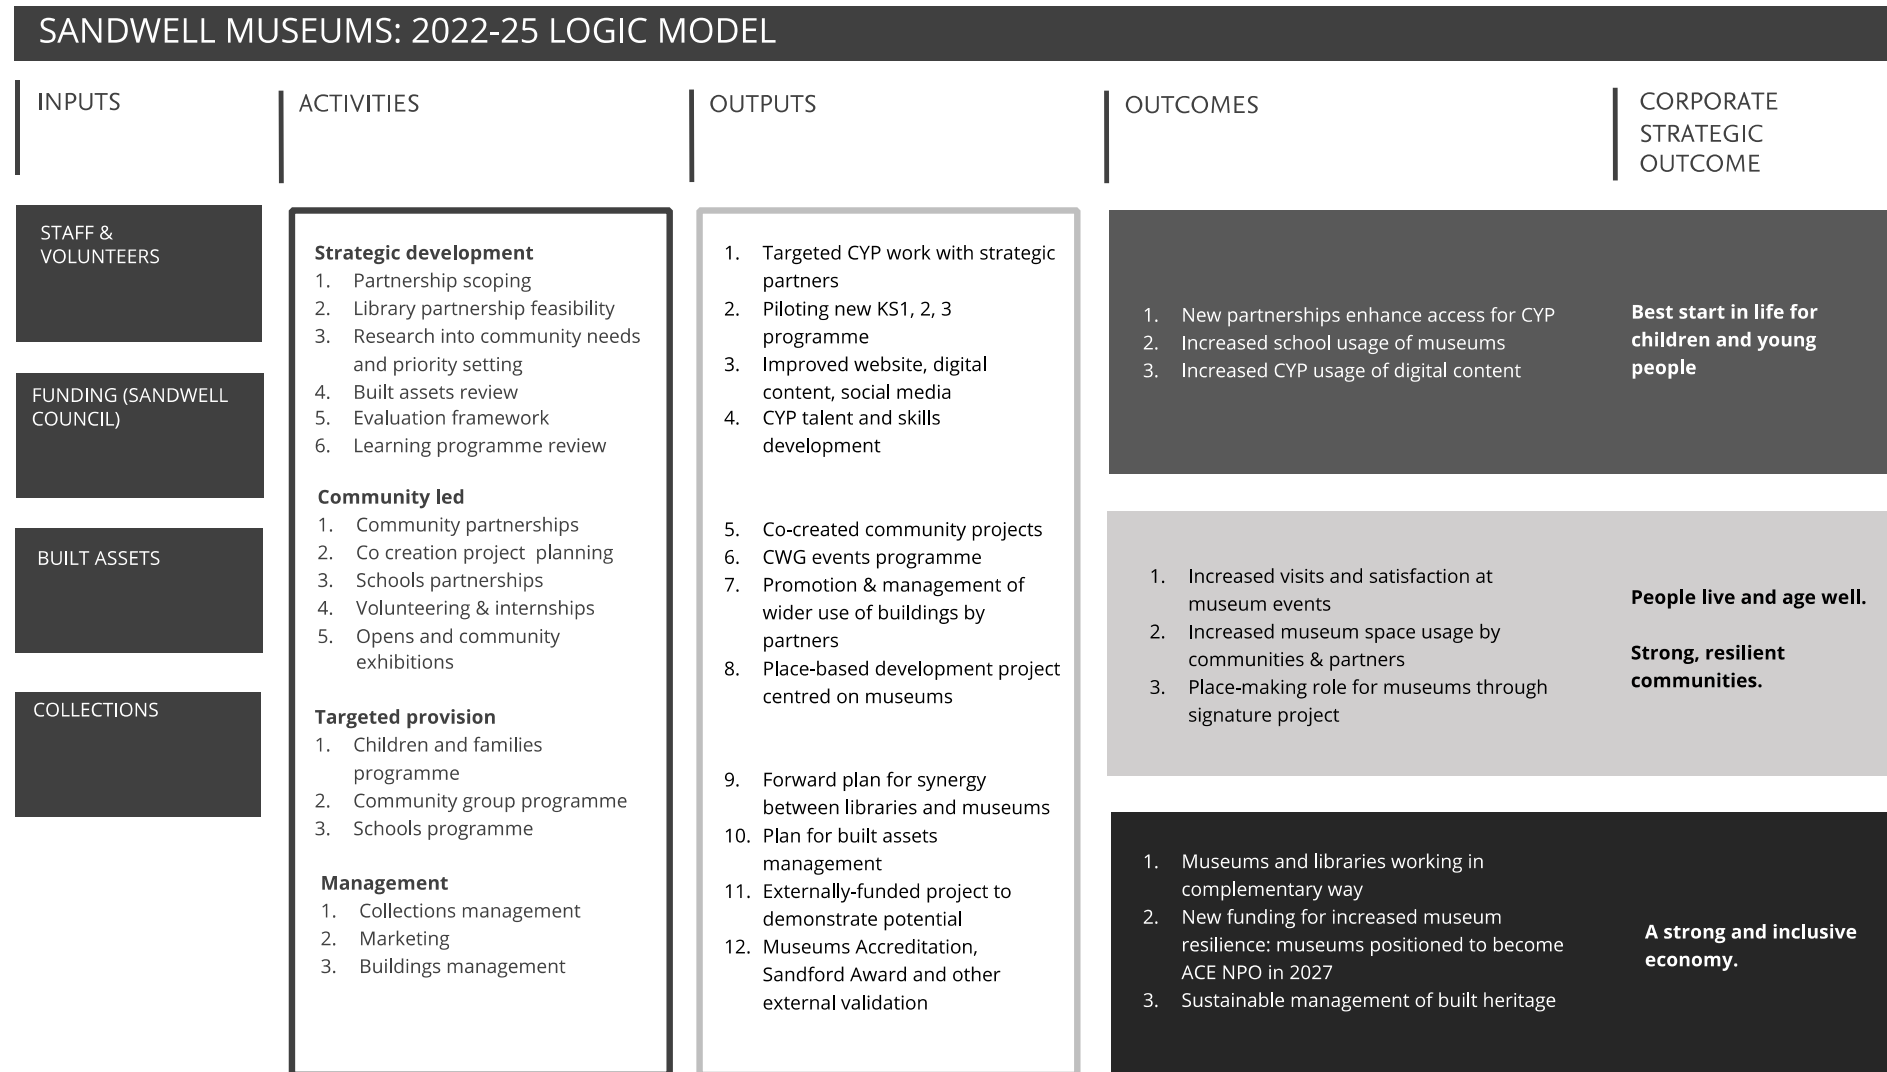 SANDWELL MUSEUMS: 2022-25 LOGIC MODEL
INPUTS
ACTIVITIES
OUTPUTS
OUTCOMES
CORPORATE
STRATEGIC
OUTCOME
STAFF &
VOLUNTEERS
FUNDING (SANDWELL
COUNCIL)
BUILT ASSETS
COLLECTIONS
Strategic development
1. Partnership scoping
2. Library partnership feasibility
3. Research into community needs
and priority setting
4. Built assets review
5. Evaluation framework
6. Learning programme review
Community led
1. Community partnerships
2. Co creation project planning
3. Schools partnerships
4. Volunteering & internships
5. Opens and community
exhibitions
Targeted provision
1. Children and families
programme
2. Community group programme
3. Schools programme
Management
1. Collections management
2. Marketing
3. Buildings management
1. Targeted CYP work with strategic
partners
2. Piloting new KS1, 2, 3
programme
3. Improved website, digital
content, social media
4. CYP talent and skills
development
5. Co-created community projects
6. CWG events programme
7. Promotion & management of
wider use of buildings by
partners
8. Place-based development project
centred on museums
9. Forward plan for synergy
between libraries and museums
10. Plan for built assets
management
11. Externally-funded project to
demonstrate potential
12. Museums Accreditation,
Sandford Award and other
external validation
1. New partnerships enhance access for CYP
2. Increased school usage of museums
3. Increased CYP usage of digital content
Best start in life for
children and young
people
1. Increased visits and satisfaction at
museum events
2. Increased museum space usage by
communities & partners
3. Place-making role for museums through
signature project
People live and age well.
Strong, resilient
communities.
1. Museums and libraries working in
complementary way
2. New funding for increased museum
resilience: museums positioned to become
ACE NPO in 2027
3. Sustainable management of built heritage
A strong and inclusive
economy.